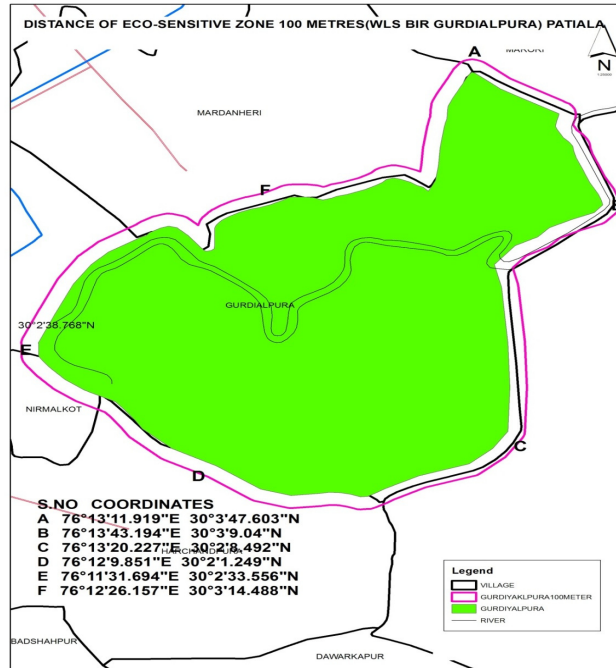 DISTANCE OF ECO-SENSITIVE ZONE 100 METRES(WLS BIR GURDIALPURA) PATIALA
A
N
MARDANHERI
F
GURDIALPURA
30°2'38.768"N
E
NIRMALKOT
C
D
S.NO COORDINATES
A 76°13'11.919"E 30°3'47.603"N
B 76°13'43.194"E 30°3'9.04"N
C 76°13'20.227"E 30°2'8.492"N
HARCHANDPURA
D 76°12'9.851"E 30°2'1.249"N
E 76°11'31.694"E 30°2'33.556"N
F 76°12'26.157"E 30°3'14.488"N
Legend
VILLAGE
GURDIYAKLPURA100METER
GURDIYALPURA
RIVER
BADSHAHPUR
DAWARKAPUR